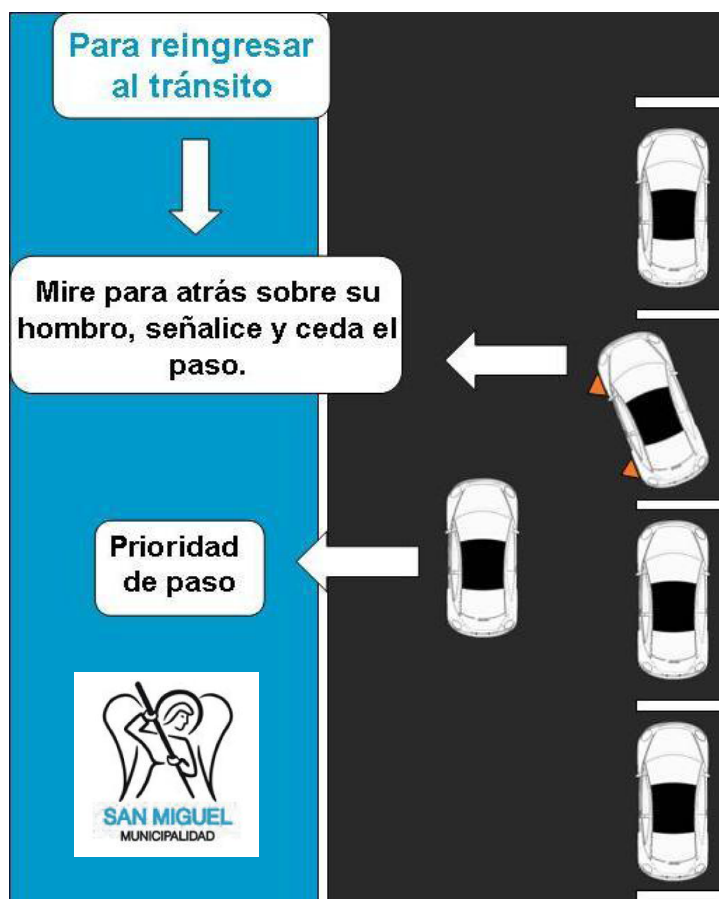 Para reingresar
al tránsito
Mire para atrás sobre su
hombro, señalice y ceda el
paso.
Prioridad
de paso
SAN MIGUEL
MUNICIPALIDAD